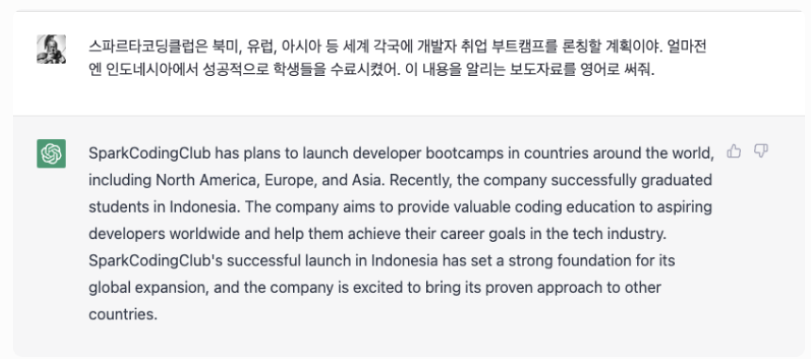 스파르타코딩클럽은 북미, 유럽, 아시아 등 세계 각국에 개발자 취업 부트캠프를 론칭할 계획이야. 얼마전
엔 인도네시아에서 성공적으로 학생들을 수료시켰어. 이 내용을 알리는 보도자료를 영어로 써줘.
SparkCodingClub has plans to launch developer bootcamps in countries around the world,
including North America, Europe, and Asia. Recently, the company successfully graduated
students in Indonesia. The company aims to provide valuable coding education to aspiring
developers worldwide and help them achieve their career goals in the tech industry.
SparkCodingClub's successful launch in Indonesia has set a strong foundation for its
global expansion, and the company is excited to bring its proven approach to other
countries.